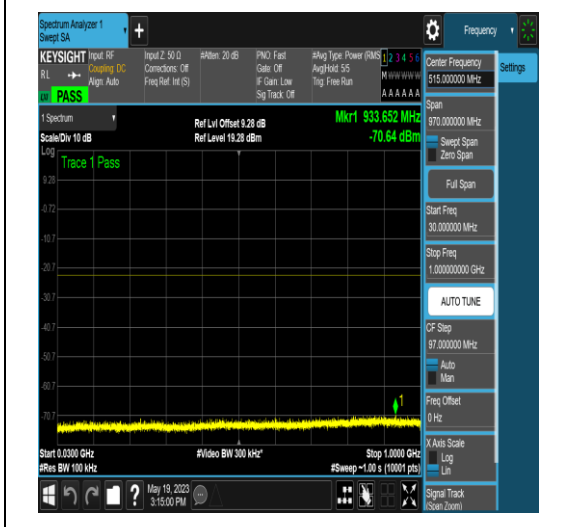 Spectrum Analyzer 1
Swept SA
+
Frequency
KEYSIGHT
RL
Input: RF
Coupling: DC
Align: Auto
Input Z: 50 Ω
Corrections: Off
Freq Ref: Int (S)
#Atten: 20 dB
PNO: Fast
Gate: Off
IF Gain: Low
Sig Track: Off
#Avg Type: Power (RMS)
Avg|Hold: 5/5
Trig: Free Run
1 2 3 4 5 6
M W W W W W
A A A A A A
PASS
1 Spectrum
Scale/Div 10 dB
Ref Lvl Offset 9.28 dB
Ref Level 19.28 dBm
Mkr1 933.652 MHz
-70.64 dBm
Log
Trace 1 Pass
9.28
-0.72
-10.7
-20.7
-30.7
-40.7
-50.7
-60.7
-70.7
1
Start 0.0300 GHz
#Res BW 100 kHz
#Video BW 300 kHz*
Stop 1.0000 GHz
#Sweep ~1.00 s (10001 pts)
?
May 19, 2023
3:15:00 PM
Center Frequency
515.000000 MHz
Settings
Span
970.000000 MHz
Swept Span
Zero Span
Full Span
Start Freq
30.000000 MHz
Stop Freq
1.000000000 GHz
AUTO TUNE
CF Step
97.000000 MHz
Auto
Man
Freq Offset
0 Hz
X Axis Scale
Log
Lin
Signal Track
(Span Zoom)